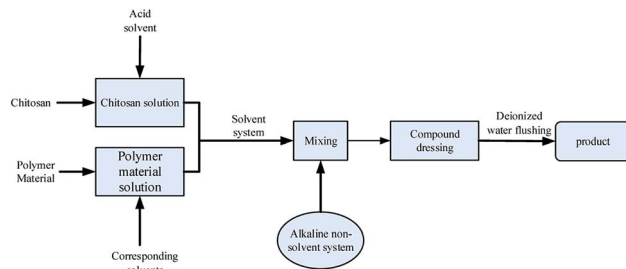 Acid
solvent
Chitosan
Chitosan solution
Solvent
system
Polymer
Material
Polymer
material
solution
Mixing
Compound
dressing
Deionized
water flushing
product
Alkaline non-
solvent system
Corresponding